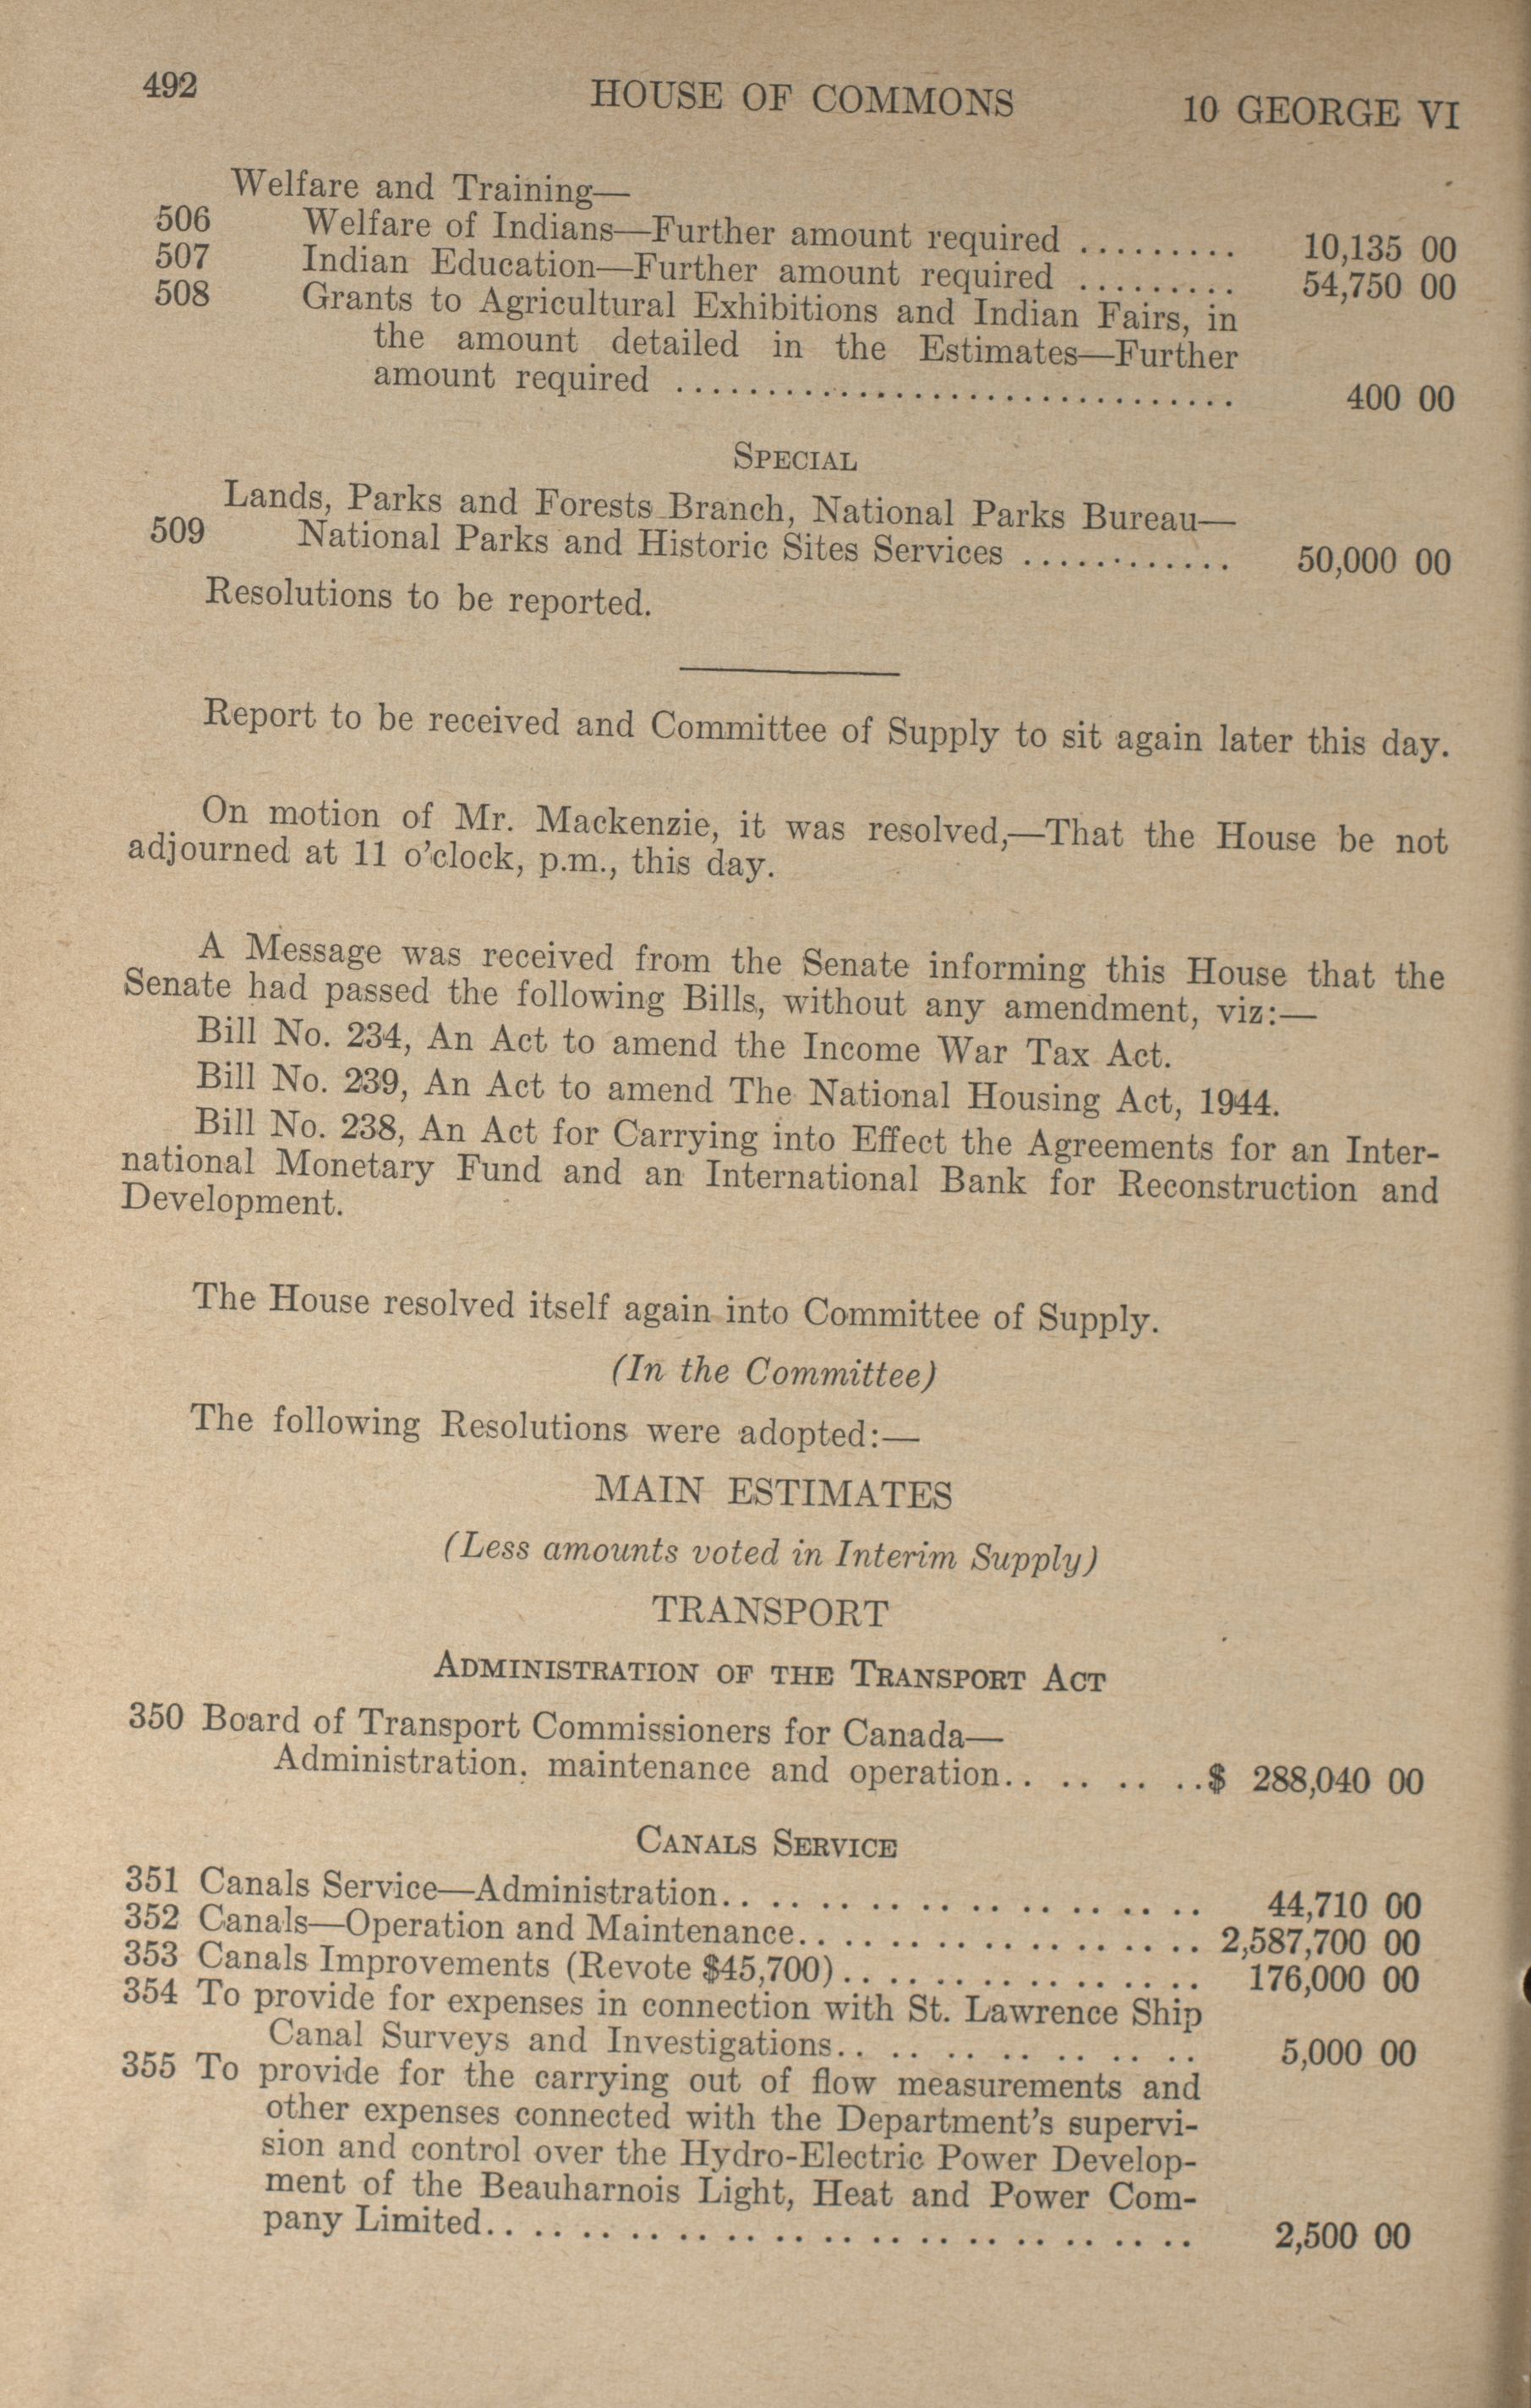 492
HOUSE OF COMMONS
10 GEORGE VI
Welfare and Training—
506 Welfare of Indians—Further amount required ......... 10,135 00
507 Indian Education—Further amount required ......... 54,750 00
508 Grants to Agricultural Exhibitions and Indian Fairs, in
the amount detailed in the Estimates—Further
amount required ............................... 400 00
SPECIAL
Lands, Parks and Forests Branch, National Parks Bureau—
509 National Parks and Historic Sites Services ............ 50,000 00
Resolutions to be reported.
Report to be received and Committee of Supply to sit again later this day.
On motion of Mr. Mackenzie, it was resolved,—That the House be not
adjourned at 11 o'clock, p.m., this day.
A Message was received from the Senate informing this House that the
Senate had passed the following Bills, without any amendment, viz:—
Bill No. 234, An Act to amend the Income War Tax Act.
Bill No. 239, An Act to amend The National Housing Act, 1944.
Bill No. 238, An Act for Carrying into Effect the Agreements for an Inter-
national Monetary Fund and an International Bank for Reconstruction and
Development.
The House resolved itself again into Committee of Supply.
(In the Committee)
The following Resolutions were adopted:—
MAIN ESTIMATES
(Less amounts voted in Interim Supply)
TRANSPORT
ADMINISTRATION OF THE TRANSPORT ACT
350 Board of Transport Commissioners for Canada—
Administration, maintenance and operation.. .. .. ..$ 288,040 00
CANALS SERVICE
351 Canals Service—Administration.. .. .. .. .. .. .. .. .. .. 44,710 00
352 Canals—Operation and Maintenance.. .. .. .. .. .. .. .. .. 2,587,700 00
353 Canals Improvements (Revote $45,700).. .. .. .. .. .. .. .. 176,000 00
354 To provide for expenses in connection with St. Lawrence Ship
Canal Surveys and Investigations.. .. .. .. .. .. .. .. 5,000 00
355 To provide for the carrying out of flow measurements and
other expenses connected with the Department's supervi-
sion and control over the Hydro-Electric Power Develop-
ment of the Beauharnois Light, Heat and Power Com-
pany Limited.. .. .. .. .. .. .. .. .. .. .. .. .. .. .. 2,500 00